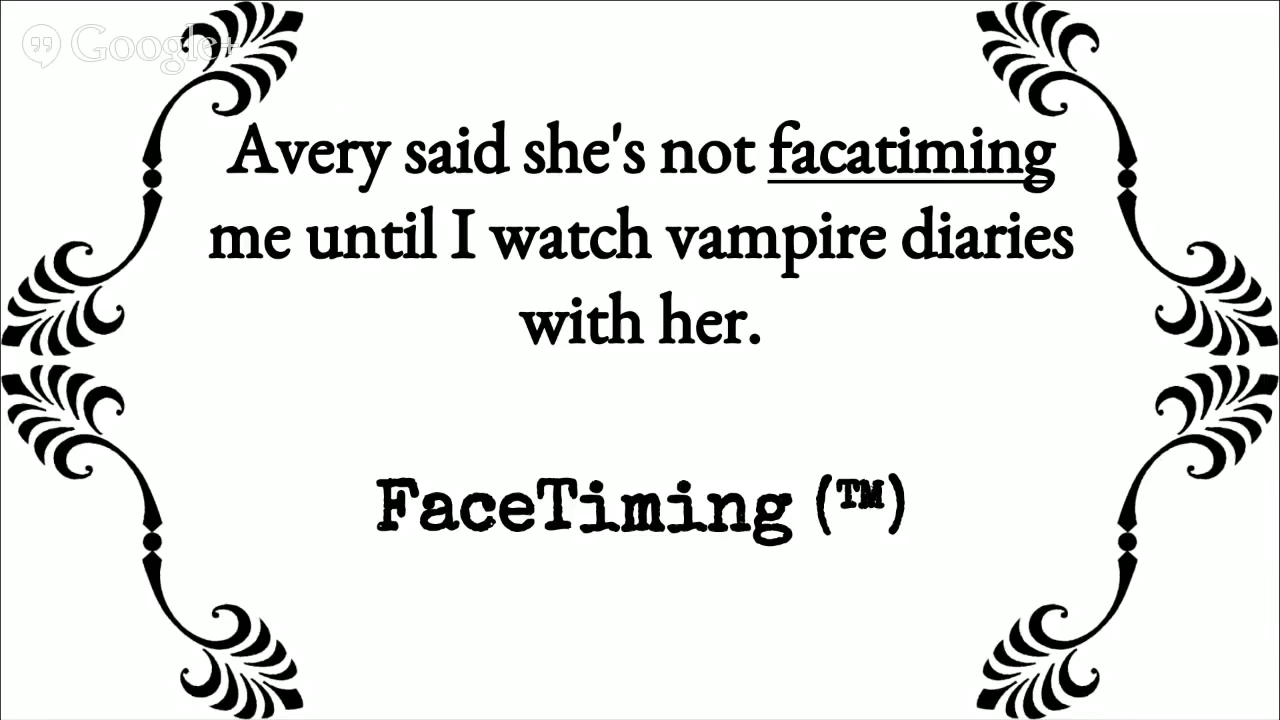 Google+
Avery said she's not facatiming
me until I watch vampire diaries
with her.
FaceTiming (™)